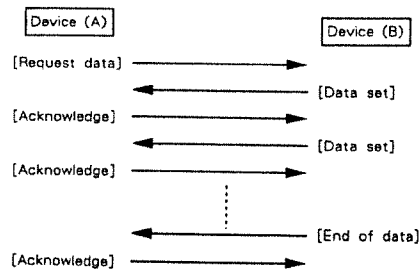 Device (A)
Device (B)
[Request data]
[Data set]
[Acknowledge]
[Data set]
[Acknowledge]
[End of data]
[Acknowledge]